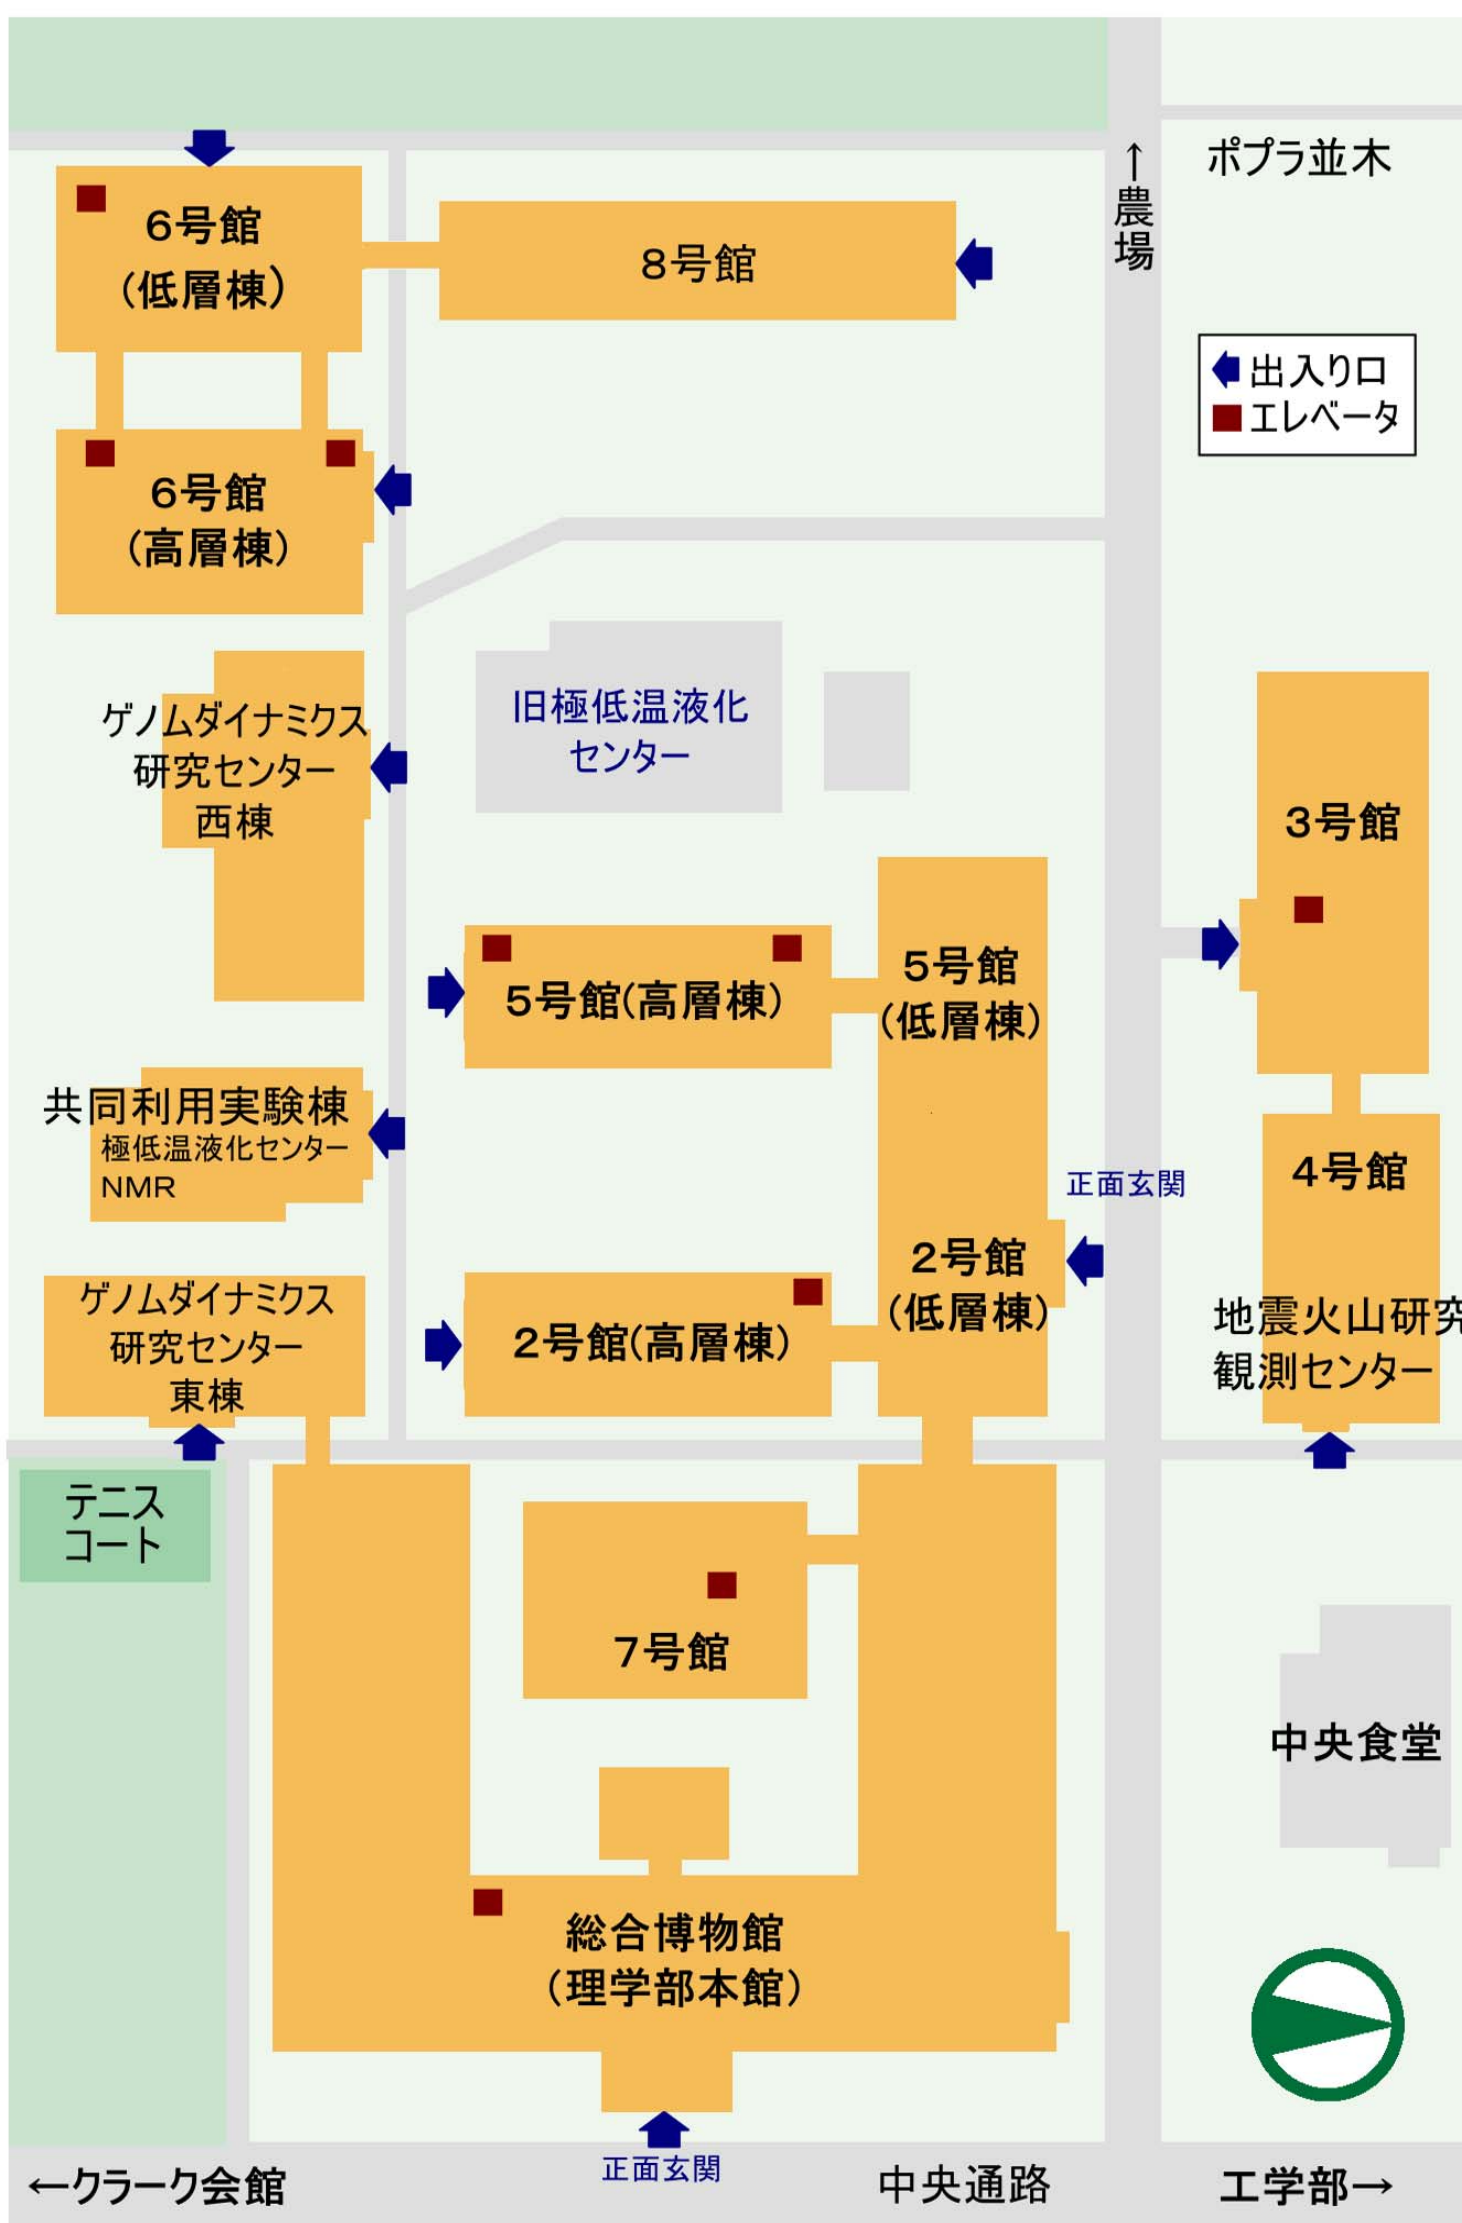 ポプラ並木
↑農場
6号館
(低層棟)
8号館
出入り口
エレベータ
6号館
(高層棟)
ゲノムダイナミクス
研究センター
西棟
旧極低温液化
センター
3号館
5号館(高層棟)
5号館
(低層棟)
共同利用実験棟
極低温液化センター
NMR
4号館
正面玄関
2号館
(低層棟)
ゲノムダイナミクス
研究センター
東棟
2号館(高層棟)
地震火山研究
観測センター
テニス
コート
7号館
中央食堂
総合博物館
(理学部本館)
正面玄関
←クラーク会館
中央通路
工学部→